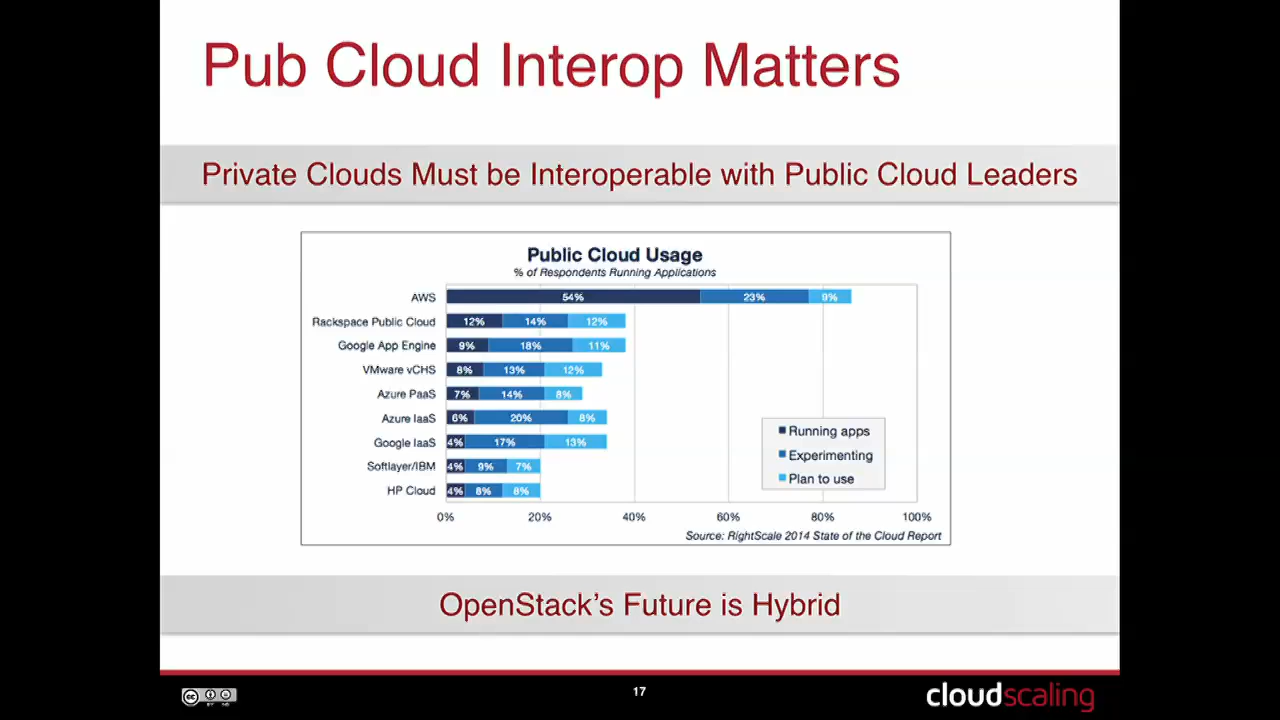 Pub Cloud Interop Matters
Private Clouds Must be Interoperable with Public Cloud Leaders
Public Cloud Usage
% of Respondents Running Applications
AWS 54% 23% 9%
Rackspace Public Cloud 12% 14% 12%
Google App Engine 9% 18% 11%
VMware vCHS 8% 13% 12%
Azure PaaS 7% 14% 8%
Azure IaaS 6% 20% 8%
Google IaaS 4% 17% 13%
Softlayer/IBM 4% 9% 7%
HP Cloud 4% 8% 8%
Running apps
Experimenting
Plan to use
0% 20% 40% 60% 80% 100%
Source: RightScale 2014 State of the Cloud Report
OpenStack's Future is Hybrid
cc
BY ND
17
cloudscaling